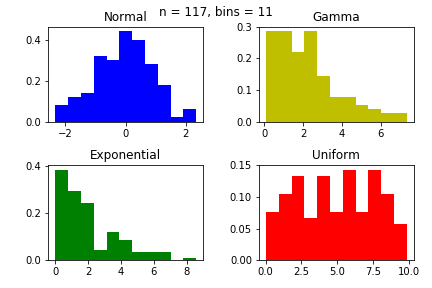 n = 117, bins = 11
Normal
0.4
0.2
0.0
−2 0 2
Gamma
0.3
0.2
0.1
0.0
0 2 4 6
Exponential
0.4
0.2
0.0
0 2 4 6 8
Uniform
0.15
0.10
0.05
0.00
0.0 2.5 5.0 7.5 10.0